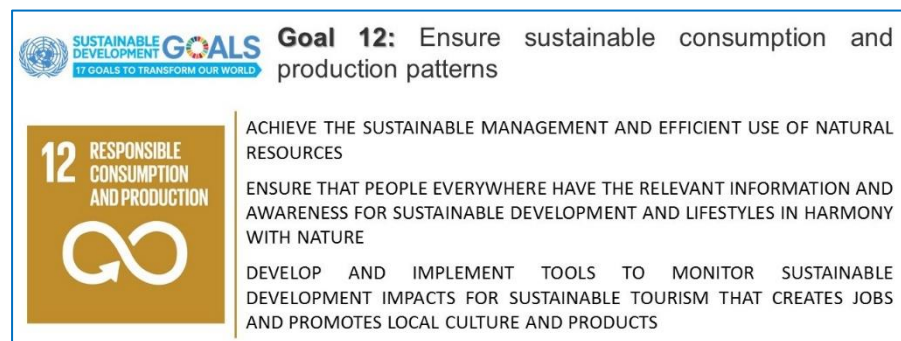 SUSTAINABLE DEVELOPMENT GOALS
17 GOALS TO TRANSFORM OUR WORLD
Goal 12: Ensure sustainable consumption and
production patterns
12 RESPONSIBLE
CONSUMPTION
AND PRODUCTION
ACHIEVE THE SUSTAINABLE MANAGEMENT AND EFFICIENT USE OF NATURAL
RESOURCES
ENSURE THAT PEOPLE EVERYWHERE HAVE THE RELEVANT INFORMATION AND
AWARENESS FOR SUSTAINABLE DEVELOPMENT AND LIFESTYLES IN HARMONY
WITH NATURE
DEVELOP AND IMPLEMENT TOOLS TO MONITOR SUSTAINABLE
DEVELOPMENT IMPACTS FOR SUSTAINABLE TOURISM THAT CREATES JOBS
AND PROMOTES LOCAL CULTURE AND PRODUCTS